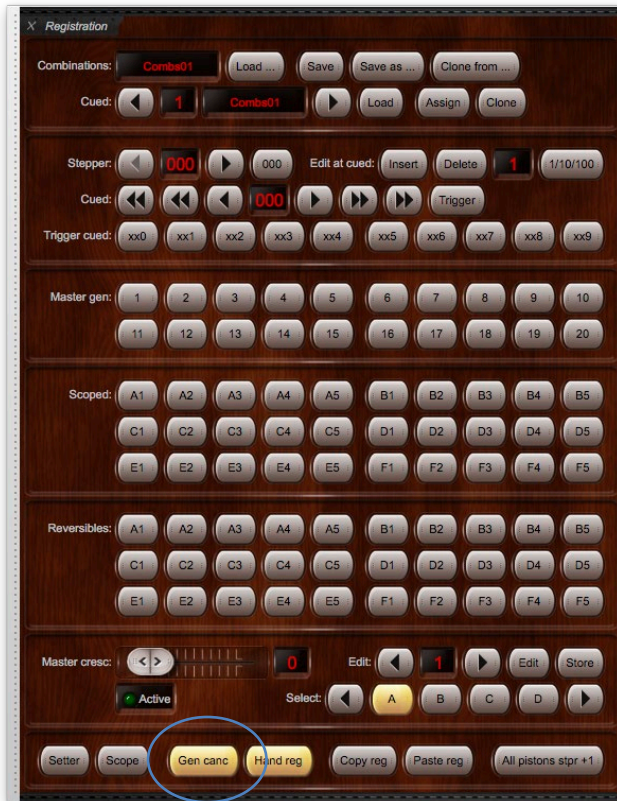 X Registration
Combinations: Combs01 Load ... Save Save as ... Clone from ...
Cued: 1 Combs01 Load Assign Clone
Stepper: 000 000 Edit at cued: Insert Delete 1 1/10/100
Cued: 000 Trigger
Trigger cued: xx0 xx1 xx2 xx3 xx4 xx5 xx6 xx7 xx8 xx9
Master gen: 1 2 3 4 5 6 7 8 9 10
11 12 13 14 15 16 17 18 19 20
Scoped: A1 A2 A3 A4 A5 B1 B2 B3 B4 B5
C1 C2 C3 C4 C5 D1 D2 D3 D4 D5
E1 E2 E3 E4 E5 F1 F2 F3 F4 F5
Reversibles: A1 A2 A3 A4 A5 B1 B2 B3 B4 B5
C1 C2 C3 C4 C5 D1 D2 D3 D4 D5
E1 E2 E3 E4 E5 F1 F2 F3 F4 F5
Master cresc: < > 0 Edit: 1 Edit Store
Active Select: A B C D
Setter Scope Gen canc Hand reg Copy reg Paste reg All pistons stpr +1